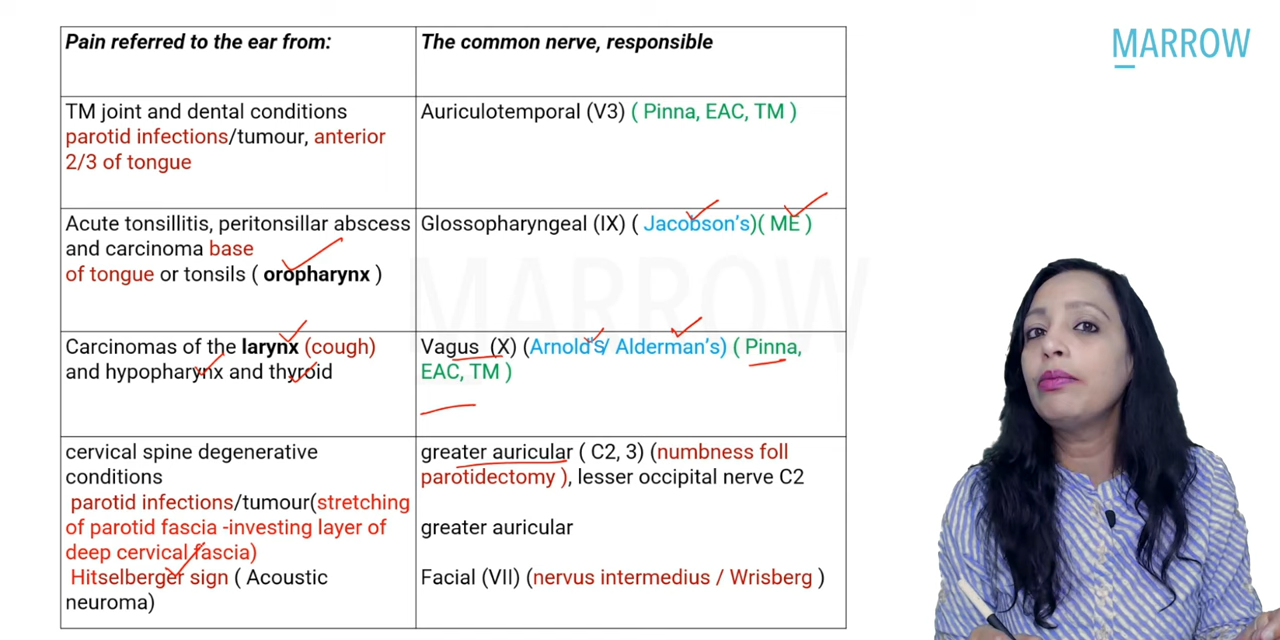 MARROW
Pain referred to the ear from:
The common nerve, responsible
TM joint and dental conditions
parotid infections/tumour, anterior
2/3 of tongue
Auriculotemporal (V3) ( Pinna, EAC, TM )
Acute tonsillitis, peritonsillar abscess
and carcinoma base
of tongue or tonsils ( oropharynx )
Glossopharyngeal (IX) ( Jacobson's)( ME )
Carcinomas of the larynx (cough)
and hypopharynx and thyroid
Vagus (X) (Arnold's/ Alderman's) ( Pinna,
EAC, TM )
cervical spine degenerative
conditions
parotid infections/tumour(stretching
of parotid fascia -investing layer of
deep cervical fascia)
Hitselberger sign ( Acoustic
neuroma)
greater auricular ( C2, 3) (numbness foll
parotidectomy ), lesser occipital nerve C2
greater auricular
Facial (VII) (nervus intermedius / Wrisberg )
MARROW